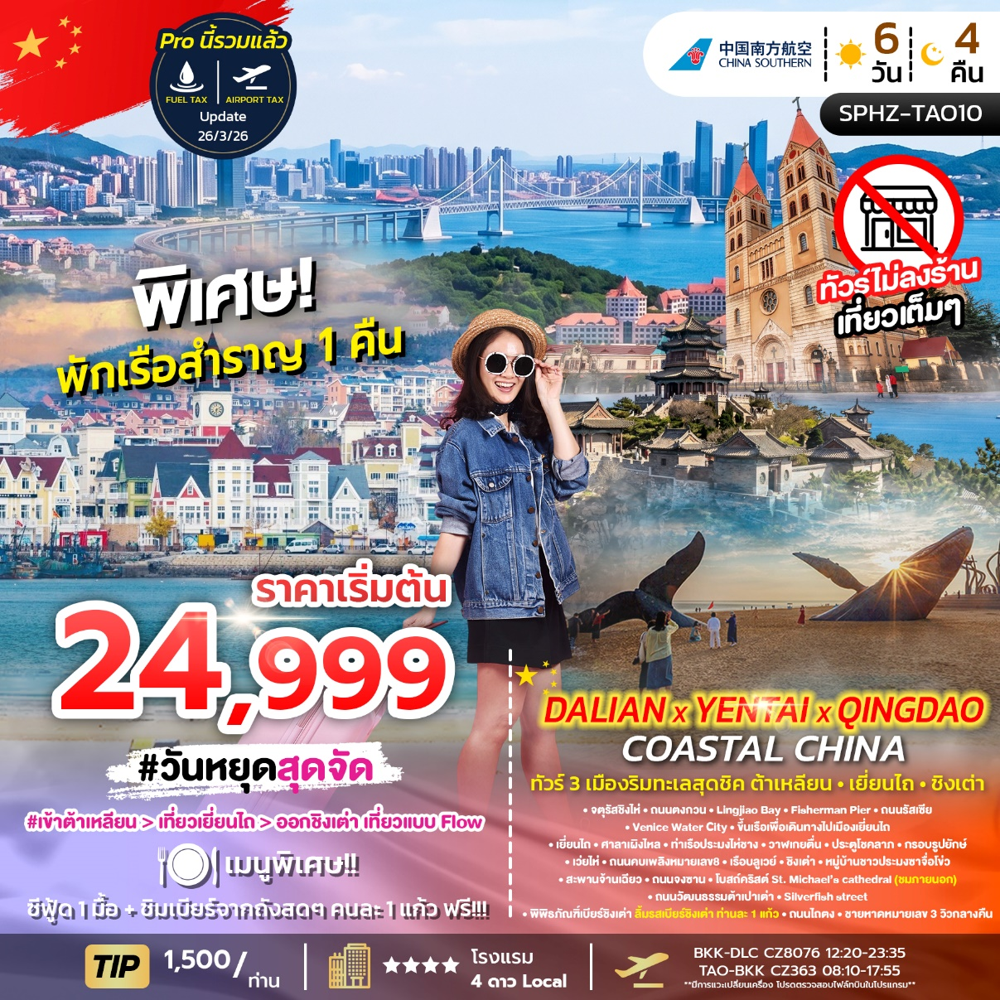 Pro นี้รวมแล้ว
FUEL TAX
AIRPORT TAX
Update
26/3/26
中国南方航空
CHINA SOUTHERN
6
วัน
4
คืน
SPHZ-TAO10
ทัวร์ไม่ลงร้าน
เที่ยวเต็มๆ
พิเศษ!
พักเรือสำราญ 1 คืน
DALIAN
ราคาเริ่มต้น
24,999
#วันหยุดสุดจัด
#เข้าต้าเหลียน > เที่ยวเยี่ยนไถ > ออกชิงเต่า เที่ยวแบบ Flow
เมนูพิเศษ!!
ซีฟู้ด 1 มื้อ + ชิมเบียร์จากถังสดๆ คนละ 1 แก้ว ฟรี!!!
DALIAN x YENTAI x QINGDAO
COASTAL CHINA
ทัวร์ 3 เมืองริมทะเลสุดชิค ต้าเหลียน • เยี่ยนไถ • ชิงเต่า
• จตุรัสซิงไห่ • ถนนตงกวน • Lingjiao Bay • Fisherman Pier • ถนนรัสเซีย
• Venice Water City • ขึ้นเรือเพื่อเดินทางไปเมืองเยี่ยนไถ
• เยี่ยนไถ • ศาลาเผิงไหล • ท่าเรือประมงไห่ชาง • วาฬเกยตื้น • ประตูโชคลาภ • กรอบรูปยักษ์
• เว่ยไห่ • ถนนคบเพลิงหมายเลข8 • เรือบลูเวย์ • ชิงเต่า • หมู่บ้านชาวประมงซาจื่อโข่ว
• สะพานจ้านเฉียว • ถนนจงซาน • โบสถ์คริสต์ St. Michael's cathedral (ชมภายนอก)
• ถนนวัฒนธรรมต้าเปาเต่า • Silverfish street
• พิพิธภัณฑ์เบียร์ชิงเต่า ลิ้มรสเบียร์ชิงเต่า ท่านละ 1 แก้ว • ถนนไถตง • ชายหาดหมายเลข 3 วิวกลางคืน
TIP
1,500/
ท่าน
โรงแรม
4 ดาว Local
BKK-DLC CZ8076 12:20-23:35
TAO-BKK CZ363 08:10-17:55
**มีการแวะเปลี่ยนเครื่อง โปรดตรวจสอบไฟล์ทบินในโปรแกรม**